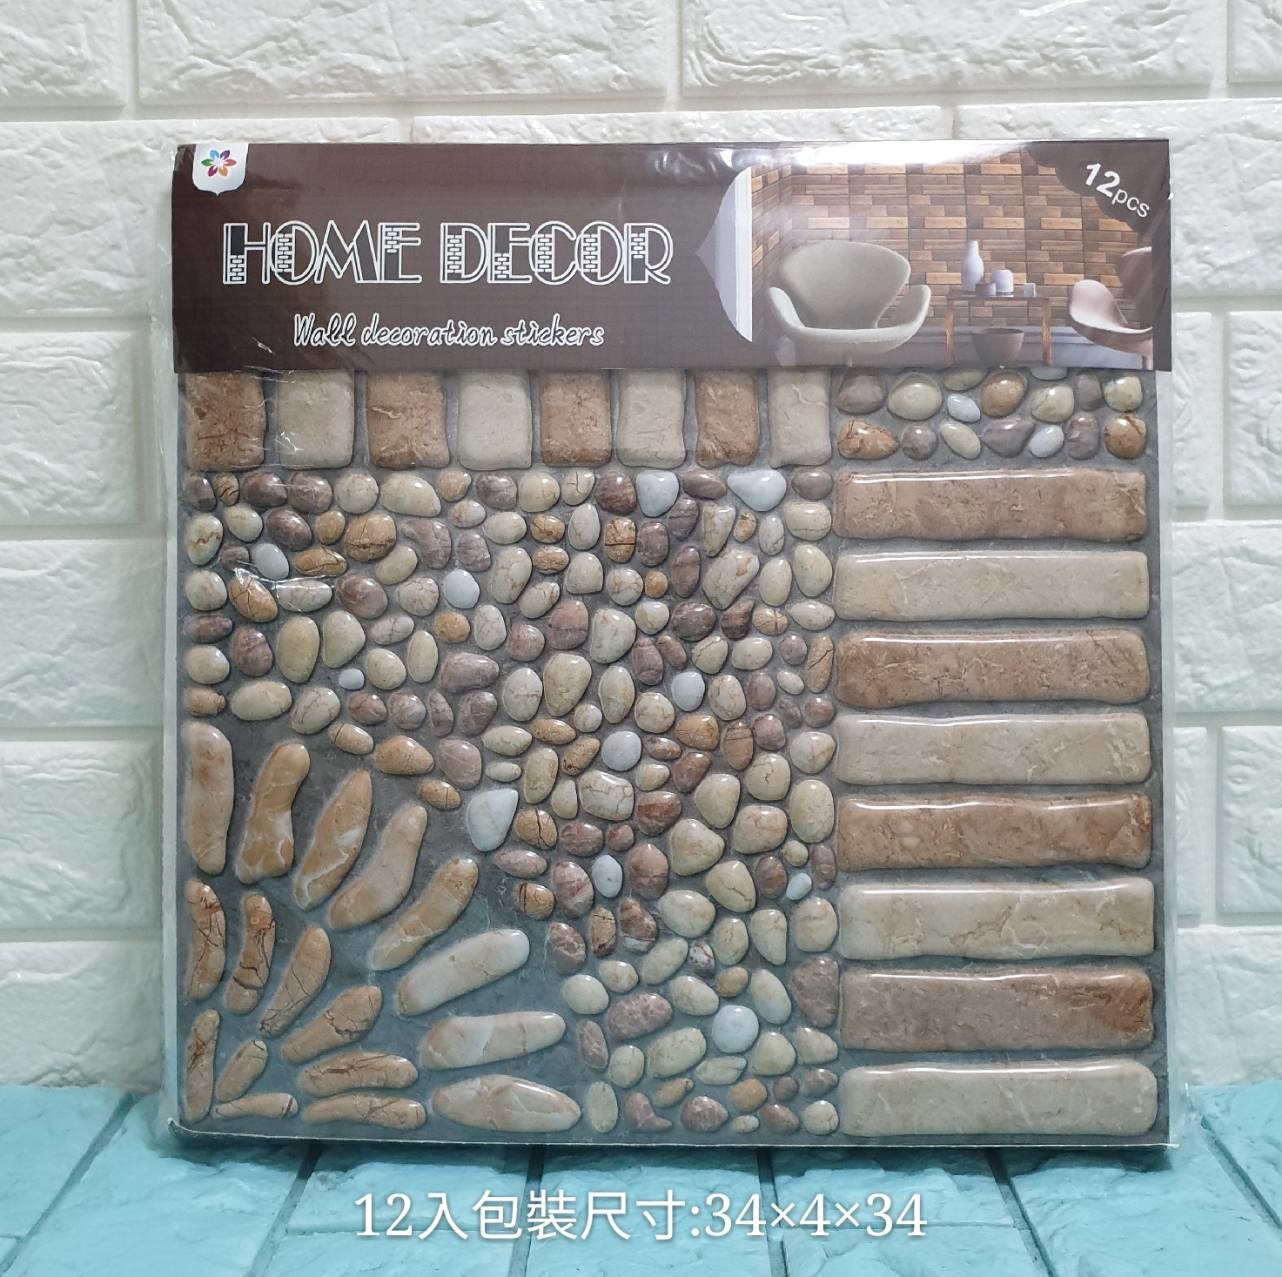 12pcs
HOME DECOR
Wall decoration stickers
12入包裝尺寸:34×4×34